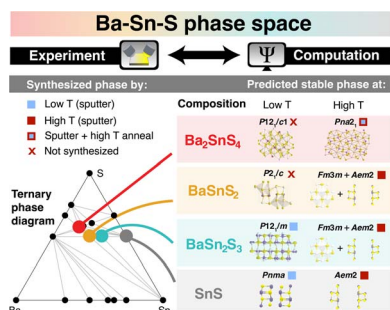 Ba-Sn-S phase space
Experiment
Ψ
Computation
Synthesized phase by:
Predicted stable phase at:
Low T (sputter)
High T (sputter)
Sputter + high T anneal
Not synthesized
Composition
Low T
High T
Ba2SnS4
P12₁/c1
Pna2₁
BaSnS2
P2₁/c
Fm3m + Aem2
BaSn2S3
P12₁/m
Fm3m + Aem2
SnS
Pnma
Aem2
Ternary
phase
diagram
S
Ba
Sn